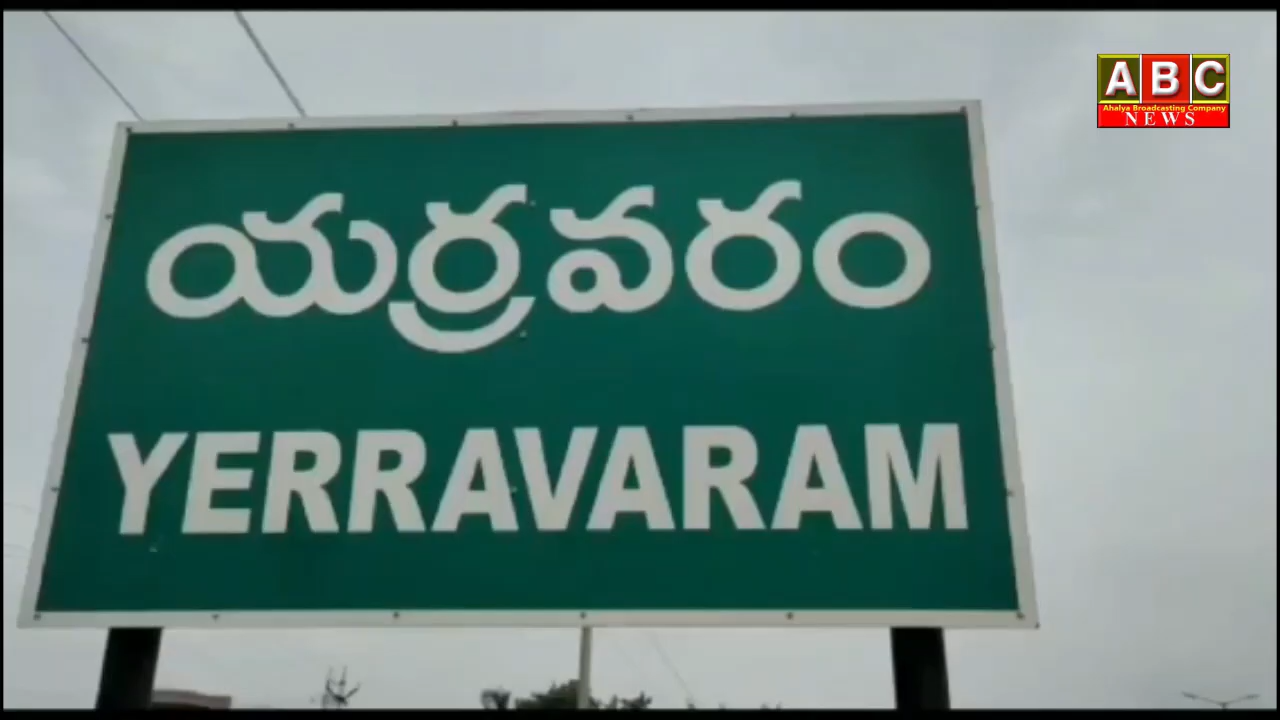 యర్రవరం
YERRAVARAM
ABC
Ahalya Broadcasting Company
NEWS